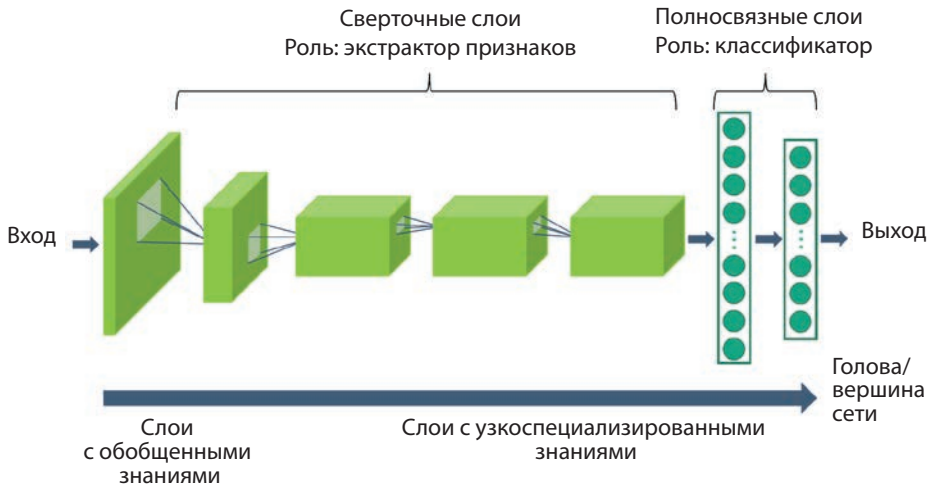 Сверточные слои
Роль: экстрактор признаков
Полносвязные слои
Роль: классификатор
Вход
Выход
Голова/
вершина
сети
Слои
с обобщенными
знаниями
Слои с узкоспециализированными
знаниями